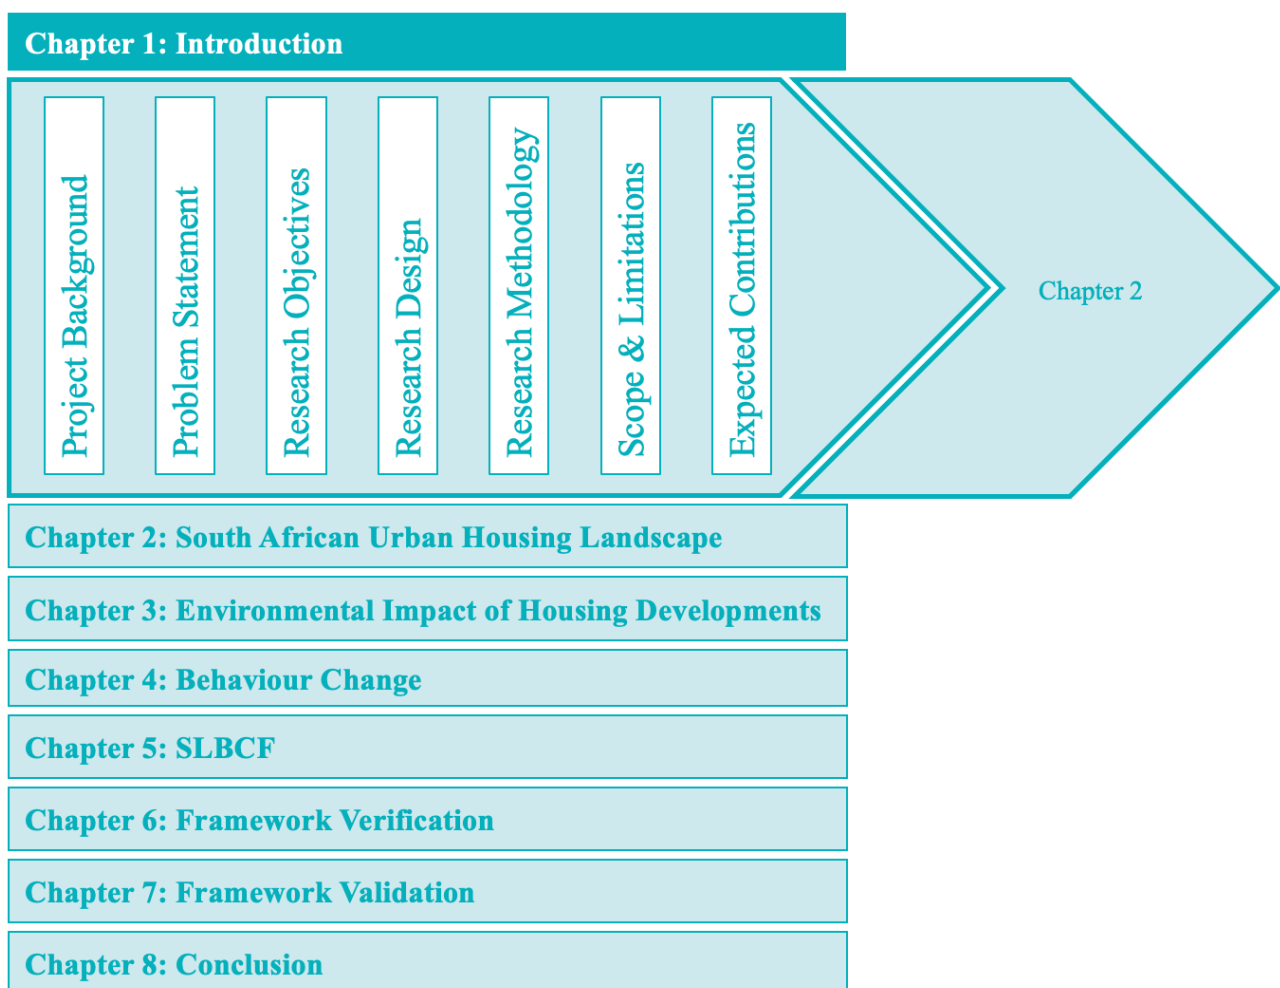 Chapter 1: Introduction
Project Background
Problem Statement
Research Objectives
Research Design
Research Methodology
Scope & Limitations
Expected Contributions
Chapter 2
Chapter 2: South African Urban Housing Landscape
Chapter 3: Environmental Impact of Housing Developments
Chapter 4: Behaviour Change
Chapter 5: SLBCF
Chapter 6: Framework Verification
Chapter 7: Framework Validation
Chapter 8: Conclusion